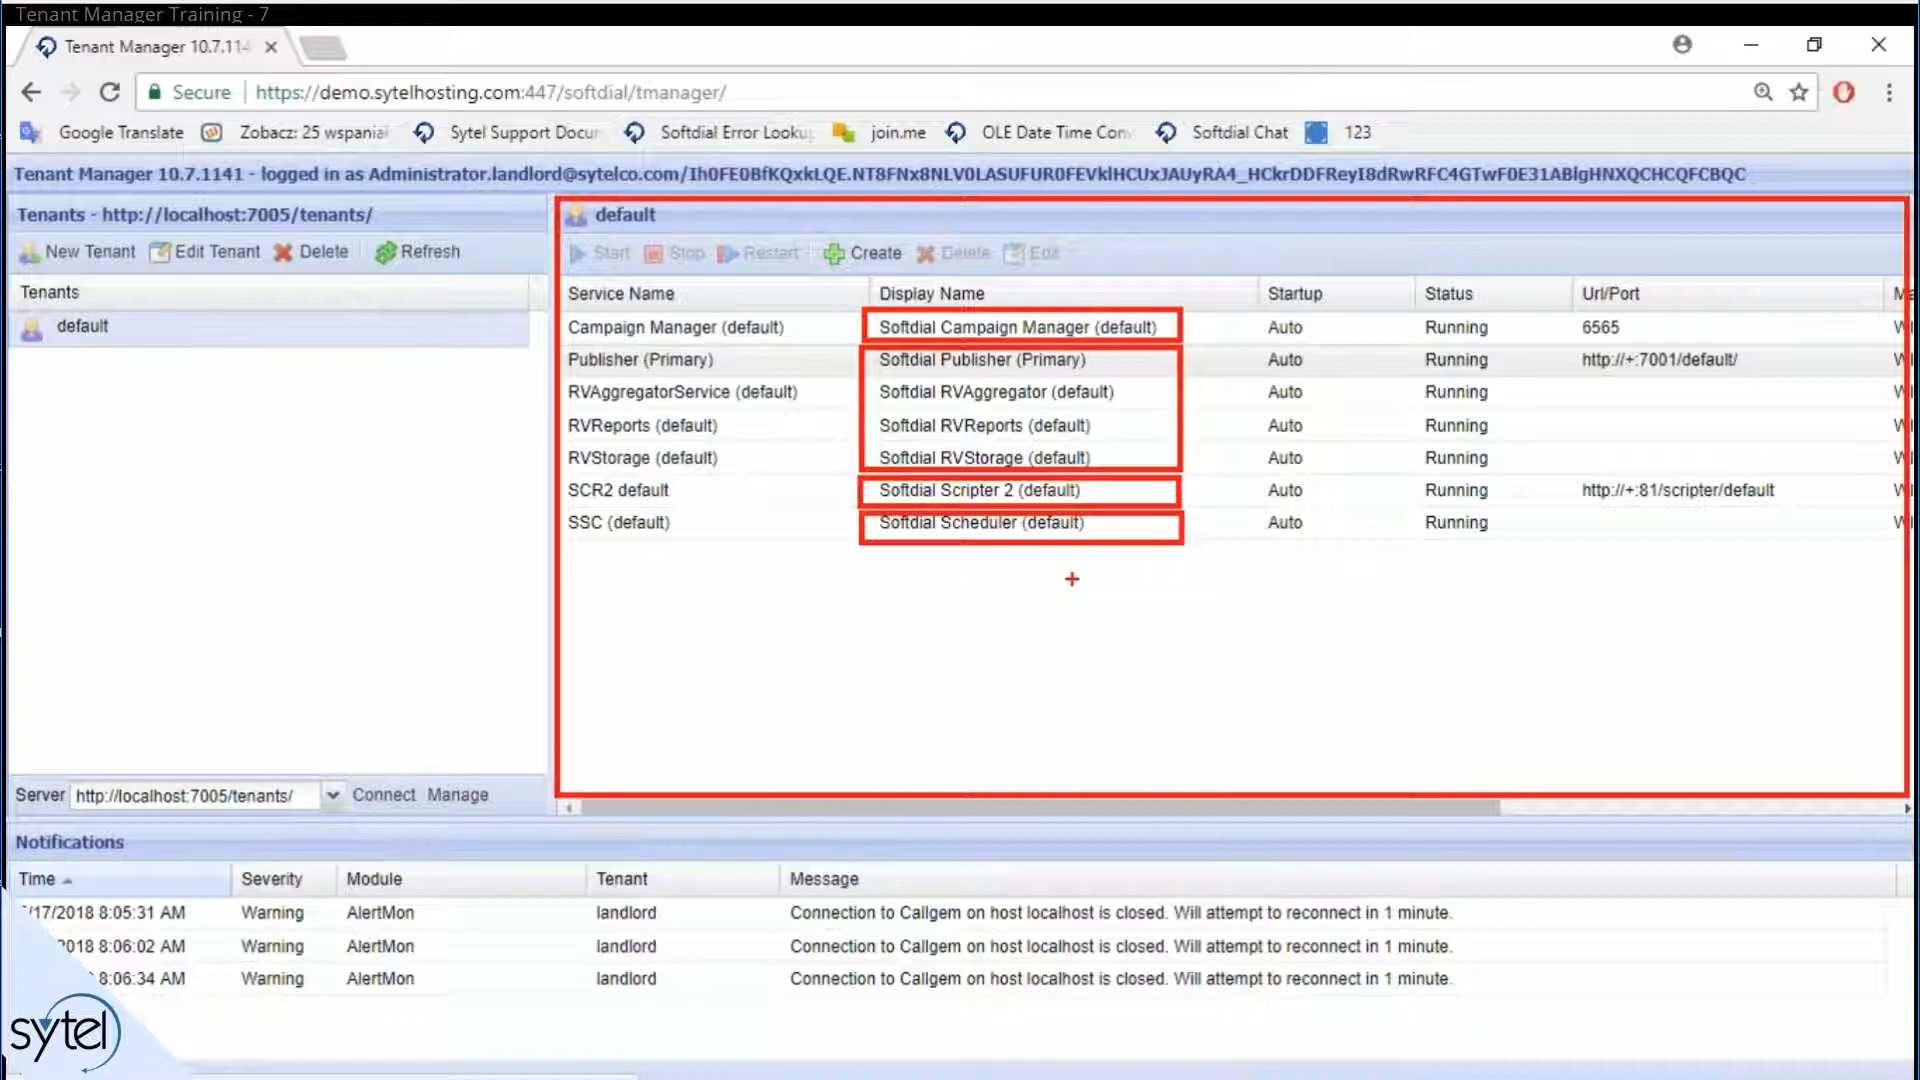 Tenant Manager Training - 7
Tenant Manager 10.7.114
Secure https://demo.sytelhosting.com:447/softdial/tmanager/
Google Translate Zobacz: 25 wspania Sytel Support Docu Softdial Error Looku join.me OLE Date Time Con Softdial Chat 123
Tenant Manager 10.7.1141 - logged in as Administrator.landlord@sytelco.com/
Tenants - http://localhost:7005/tenants/
New Tenant Edit Tenant Delete Refresh
Tenants
default
default
Start Stop Restart Create Delete Edit
Service Name Display Name Startup Status Url/Port
Campaign Manager (default) Softdial Campaign Manager (default) Auto Running 6565
Publisher (Primary) Softdial Publisher (Primary) Auto Running http://+:7001/default/
RVAggregatorService (default) Softdial RVAggregator (default) Auto Running
RVReports (default) Softdial RVReports (default) Auto Running
RVStorage (default) Softdial RVStorage (default) Auto Running
SCR2 default Softdial Scripter 2 (default) Auto Running http://+:81/scripter/default
SSC (default) Softdial Scheduler (default) Auto Running
Server http://localhost:7005/tenants/ Connect Manage
Notifications
Time Severity Module Tenant Message
/17/2018 8:05:31 AM Warning AlertMon landlord Connection to Callgem on host localhost is closed. Will attempt to reconnect in 1 minute.
2018 8:06:02 AM Warning AlertMon landlord Connection to Callgem on host localhost is closed. Will attempt to reconnect in 1 minute.
8:06:34 AM Warning AlertMon landlord Connection to Callgem on host localhost is closed. Will attempt to reconnect in 1 minute.
sytel